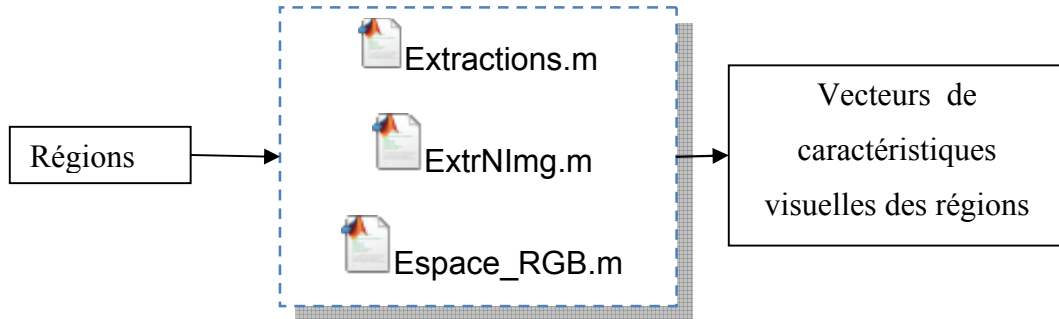 Régions
Extractions.m
ExtrNImg.m
Espace_RGB.m
Vecteurs de
caractéristiques
visuelles des régions